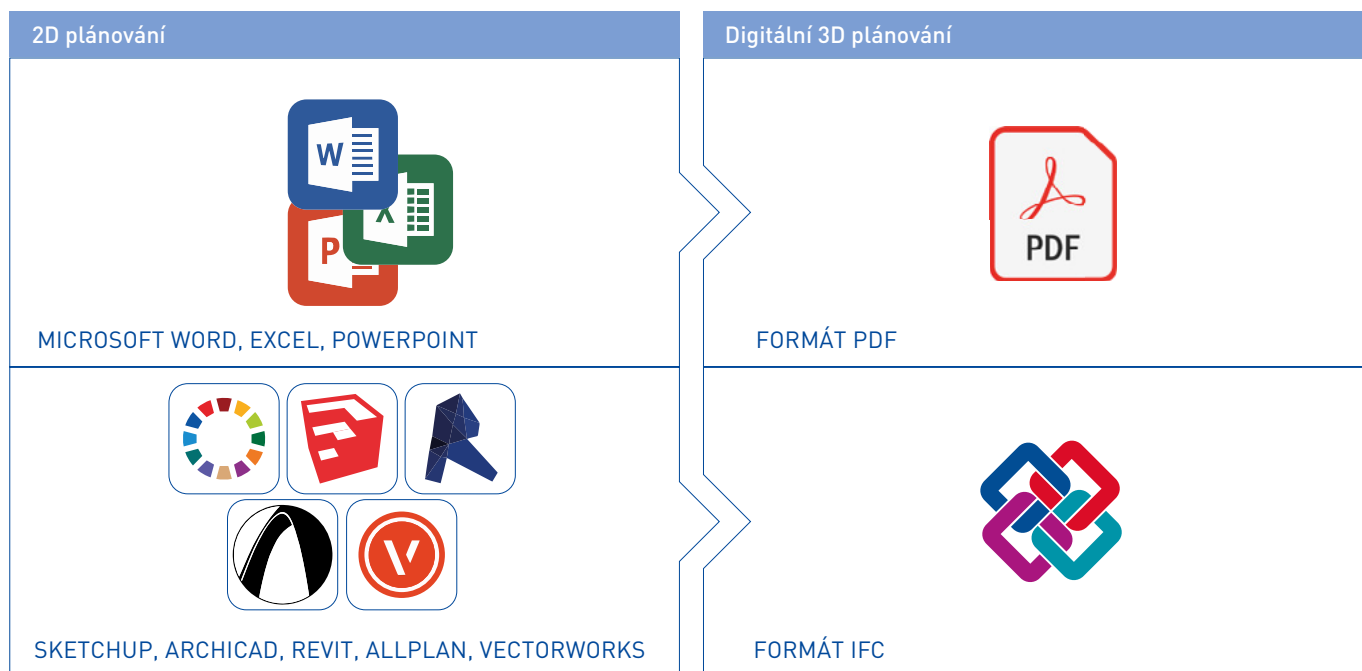 2D plánování
Digitální 3D plánování
W
X
P
PDF
MICROSOFT WORD, EXCEL, POWERPOINT
FORMÁT PDF
SKETCHUP, ARCHICAD, REVIT, ALLPLAN, VECTORWORKS
FORMÁT IFC